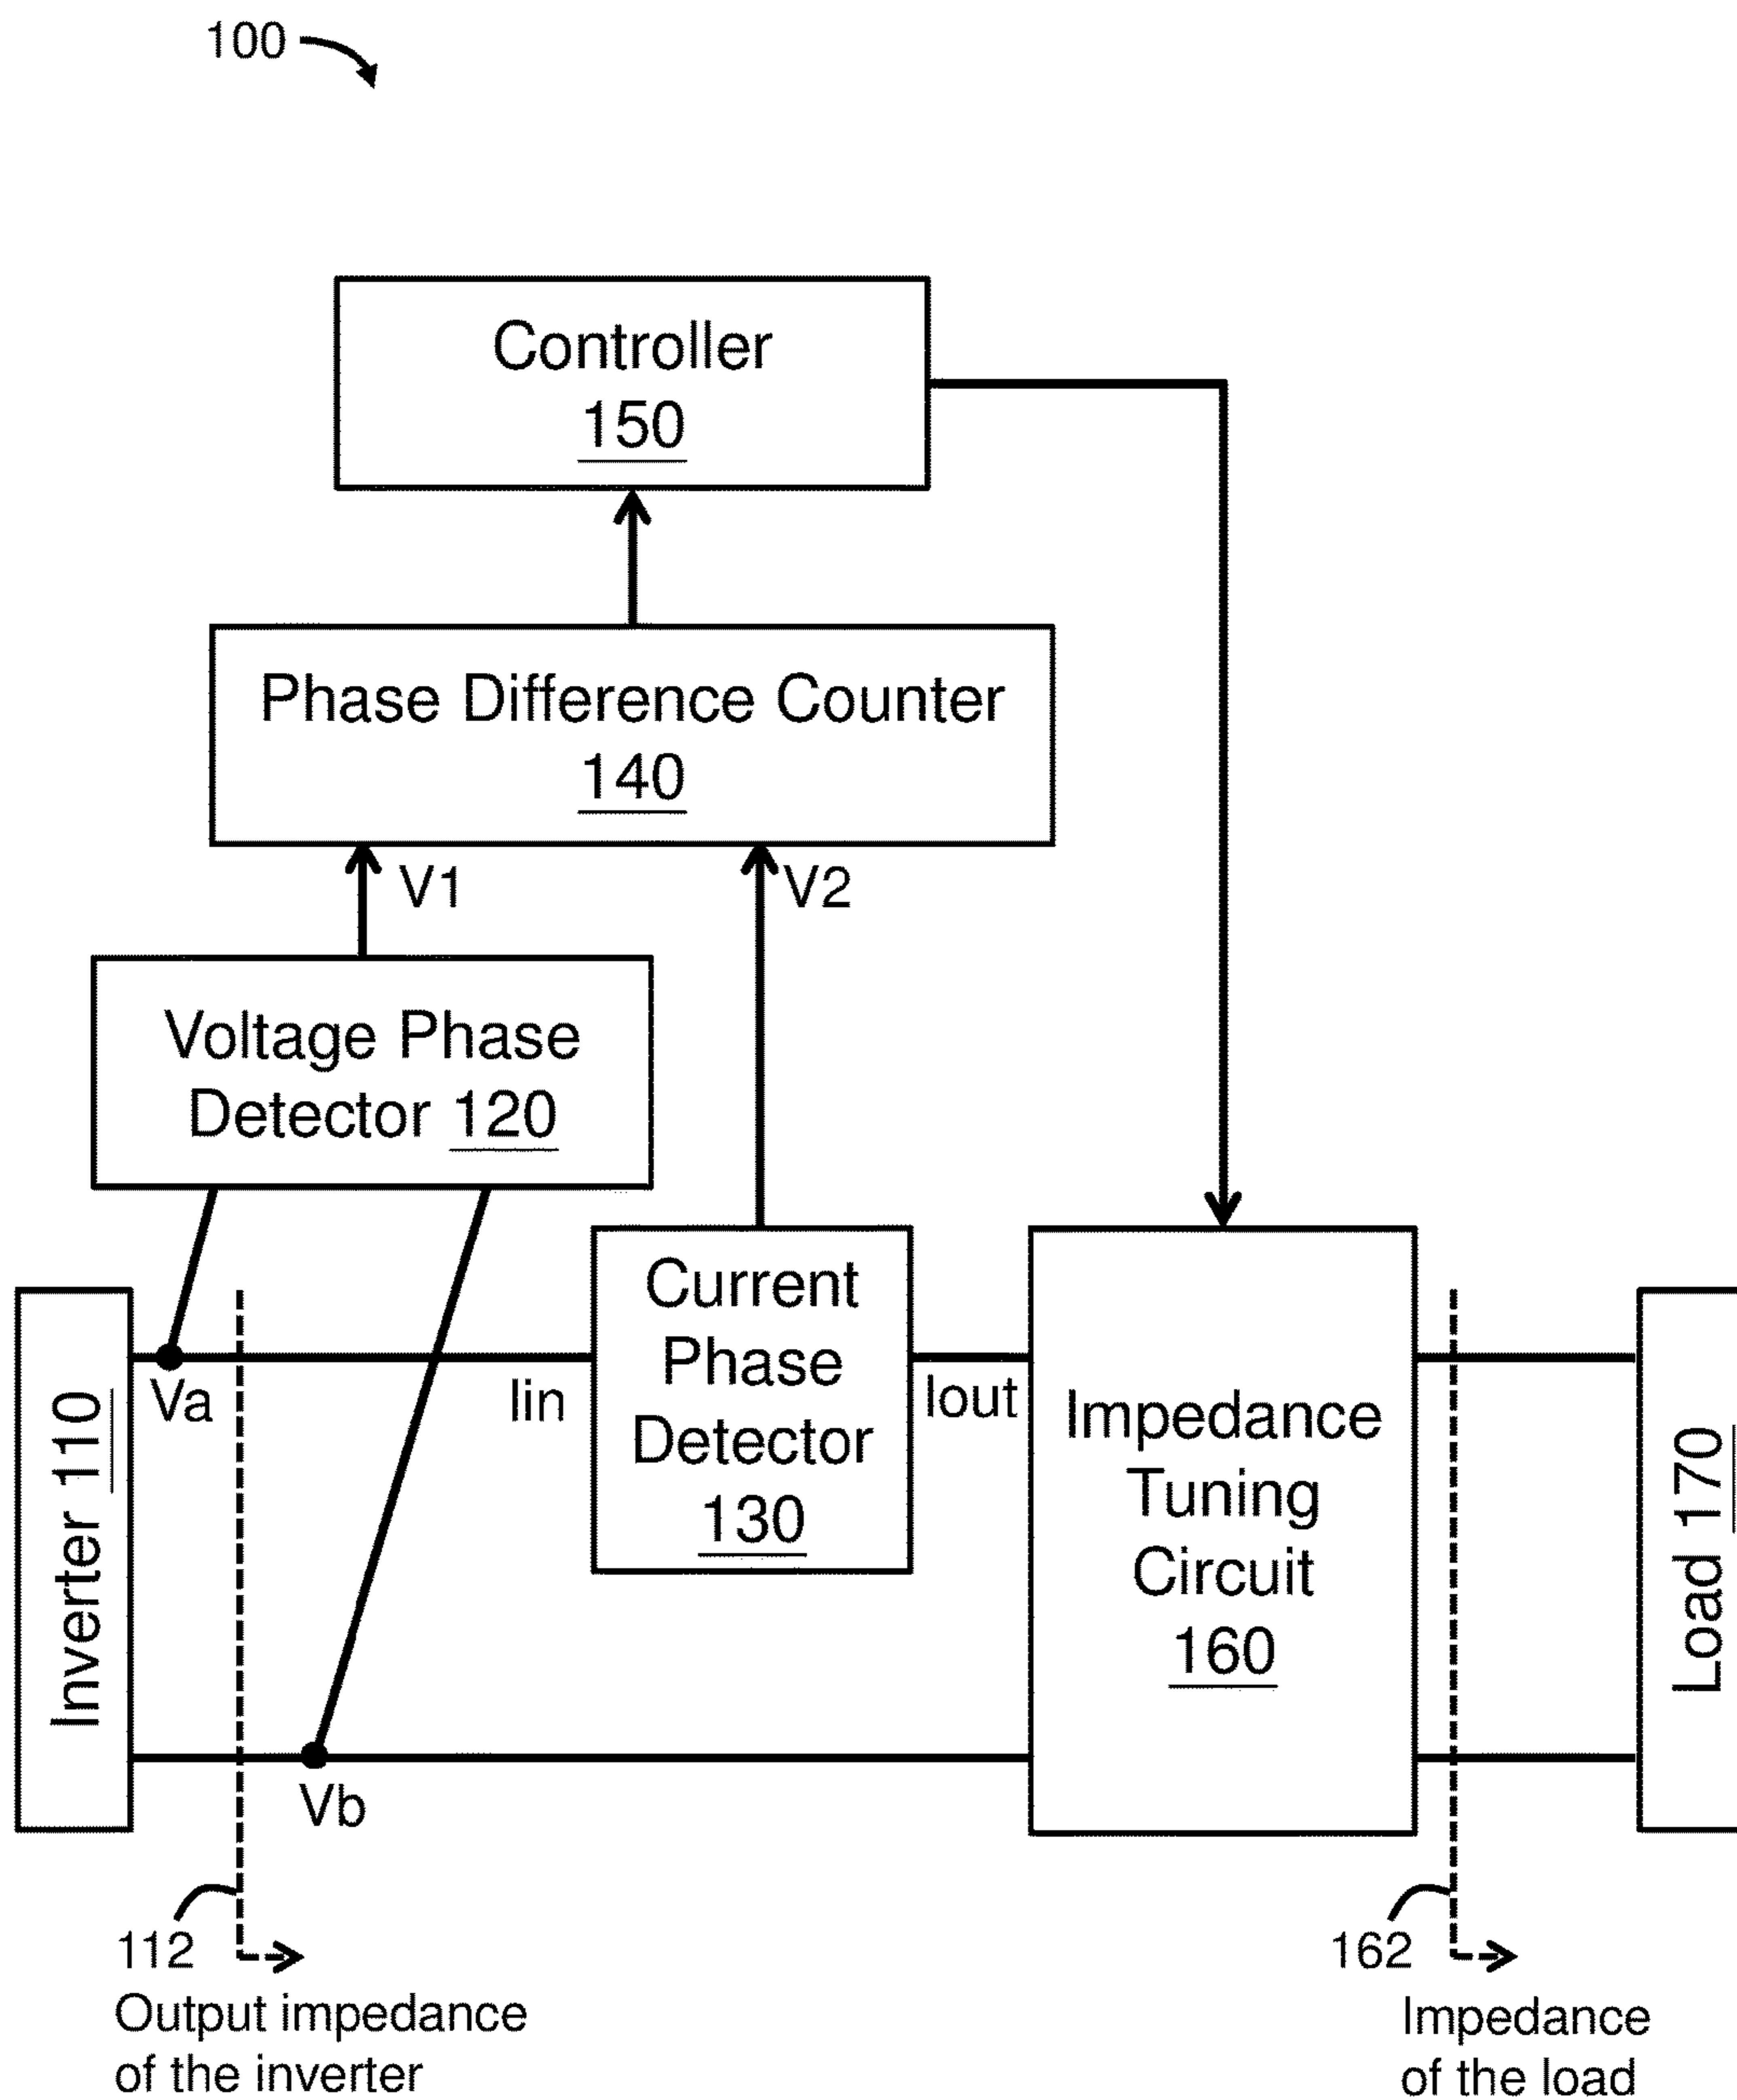 100
Controller
150
Phase Difference Counter
140
V1
V2
Voltage Phase
Detector 120
Current
Phase
Detector
130
Va
Iin
Iout
Impedance
Tuning
Circuit
160
Inverter 110
Load 170
Vb
112
Output impedance
of the inverter
162
Impedance
of the load